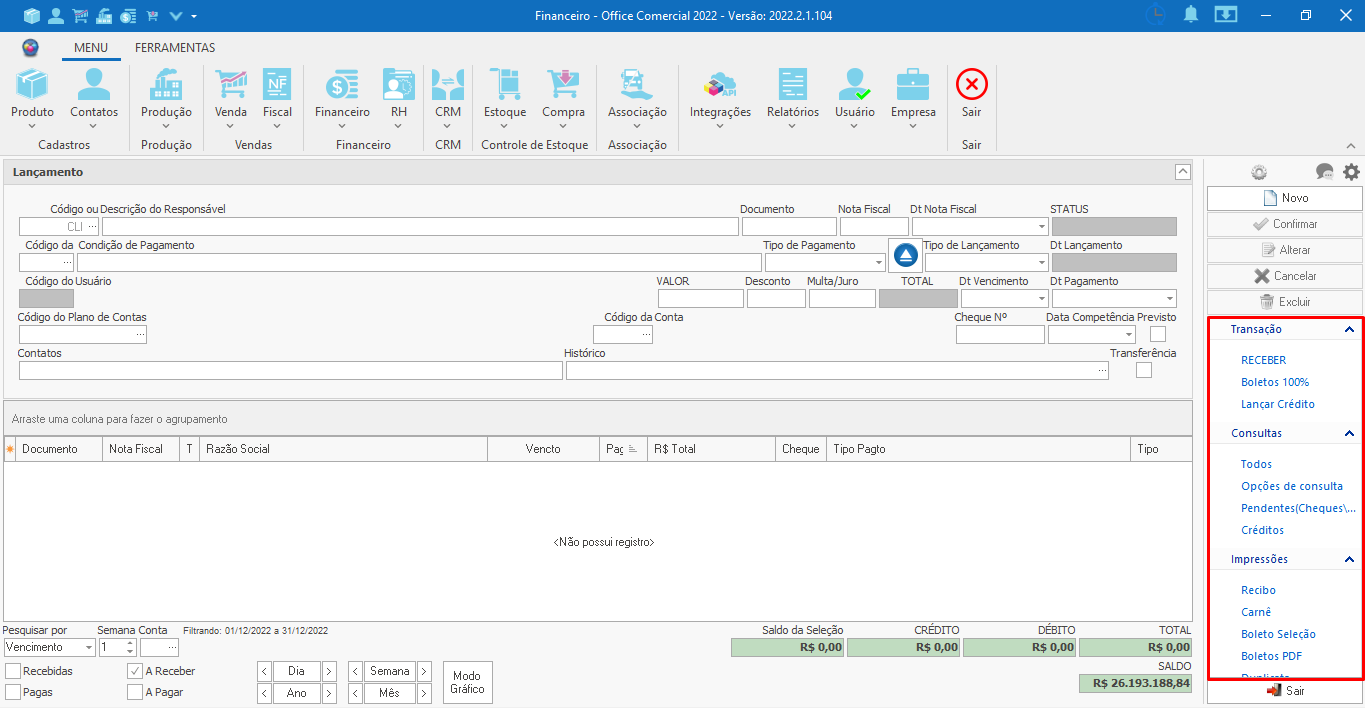 Financeiro - Office Comercial 2022 - Versão: 2022.2.1.104
MENU FERRAMENTAS
Produto Contatos Produção Venda Fiscal Financeiro RH CRM Estoque Compra Associação Integrações Relatórios Usuário Empresa Sair
Cadastros Produção Vendas Financeiro CRM Controle de Estoque Associação Sair
Lançamento
Código ou Descrição do Responsável Documento Nota Fiscal Dt Nota Fiscal STATUS
CLI ...
Código da Condição de Pagamento Tipo de Pagamento Tipo de Lançamento Dt Lançamento
...
Código do Usuário VALOR Desconto Multa/Juro TOTAL Dt Vencimento Dt Pagamento
Código do Plano de Contas Código da Conta Cheque Nº Data Competência Previsto
... ...
Contatos Histórico Transferência
...
Arraste uma coluna para fazer o agrupamento
Documento Nota Fiscal T Razão Social Vencto Pag R$ Total Cheque Tipo Pagto Tipo
<Não possui registro>
Pesquisar por Semana Conta Filtrando: 01/12/2022 a 31/12/2022 Saldo da Seleção CRÉDITO DÉBITO TOTAL
Vencimento 1 ... R$ 0,00 R$ 0,00 R$ 0,00 R$ 0,00
Recebidas A Receber < Dia > < Semana > Modo Gráfico SALDO
Pagas A Pagar < Ano > < Mês > R$ 26.193.188,84
Novo
Confirmar
Alterar
Cancelar
Excluir
Transação
RECEBER
Boletos 100%
Lançar Crédito
Consultas
Todos
Opções de consulta
Pendentes(Cheques\...
Créditos
Impressões
Recibo
Carnê
Boleto Seleção
Boletos PDF
Sair